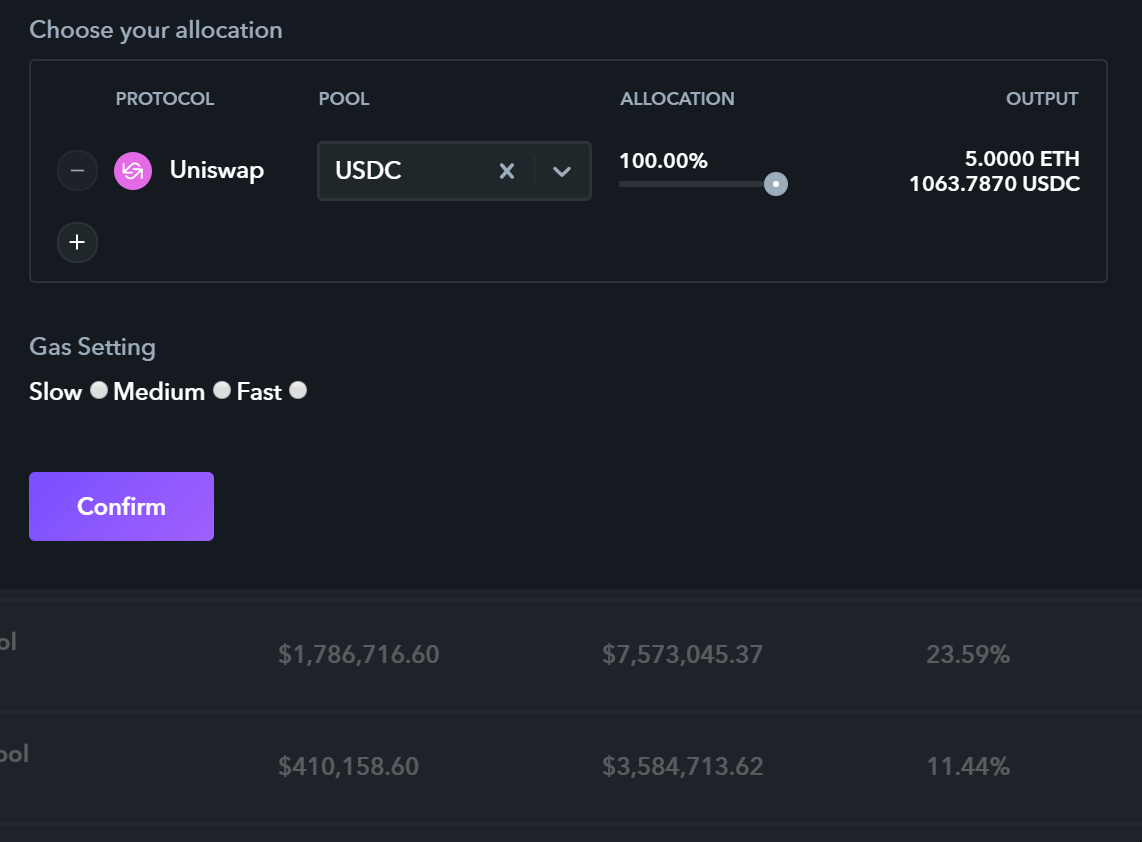 Choose your allocation
PROTOCOL POOL ALLOCATION OUTPUT
Uniswap USDC 100.00% 5.0000 ETH
1063.7870 USDC
Gas Setting
Slow Medium Fast
Confirm
ol $1,786,716.60 $7,573,045.37 23.59%
ool $410,158.60 $3,584,713.62 11.44%